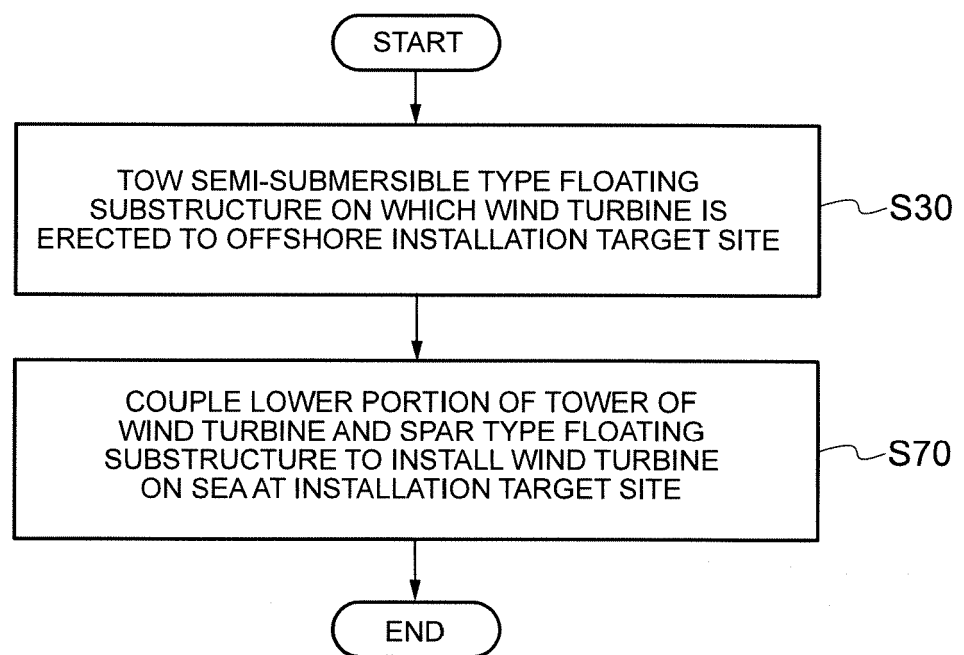 START
TOW SEMI-SUBMERSIBLE TYPE FLOATING
SUBSTRUCTURE ON WHICH WIND TURBINE IS
ERECTED TO OFFSHORE INSTALLATION TARGET SITE
S30
COUPLE LOWER PORTION OF TOWER OF
WIND TURBINE AND SPAR TYPE FLOATING
SUBSTRUCTURE TO INSTALL WIND TURBINE
ON SEA AT INSTALLATION TARGET SITE
S70
END